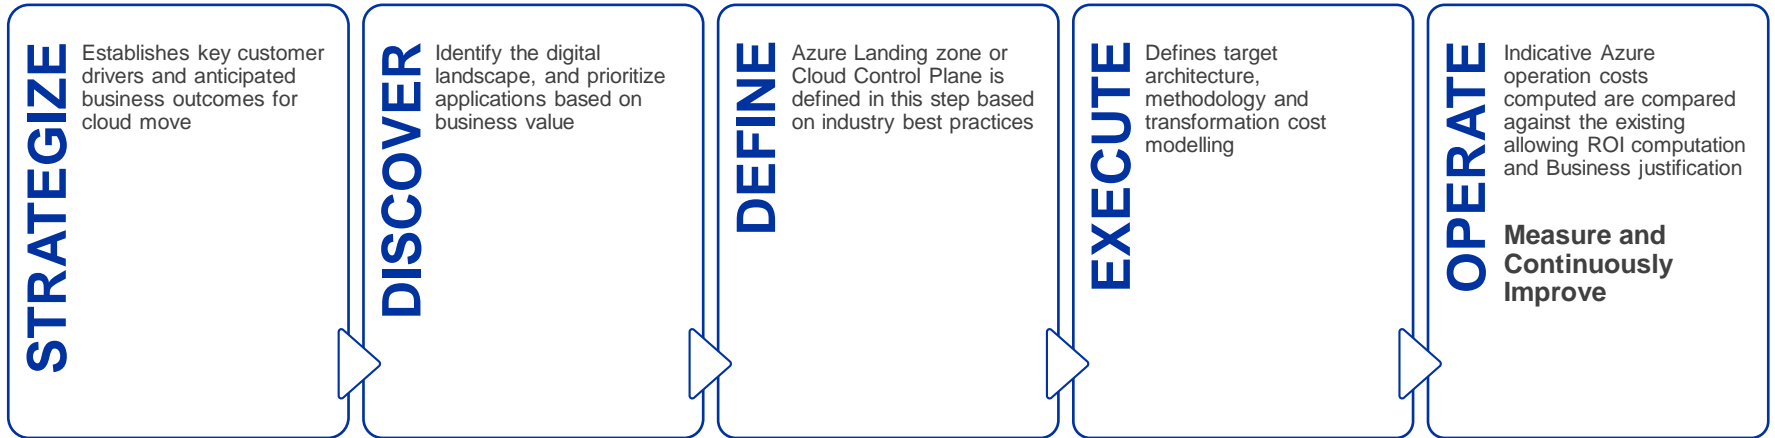 STRATEGIZE
Establishes key customer
drivers and anticipated
business outcomes for
cloud move
DISCOVER
Identify the digital
landscape, and prioritize
applications based on
business value
DEFINE
Azure Landing zone or
Cloud Control Plane is
defined in this step based
on industry best practices
EXECUTE
Defines target
architecture,
methodology and
transformation cost
modelling
OPERATE
Indicative Azure
operation costs
computed are compared
against the existing
allowing ROI computation
and Business justification
Measure and
Continuously
Improve